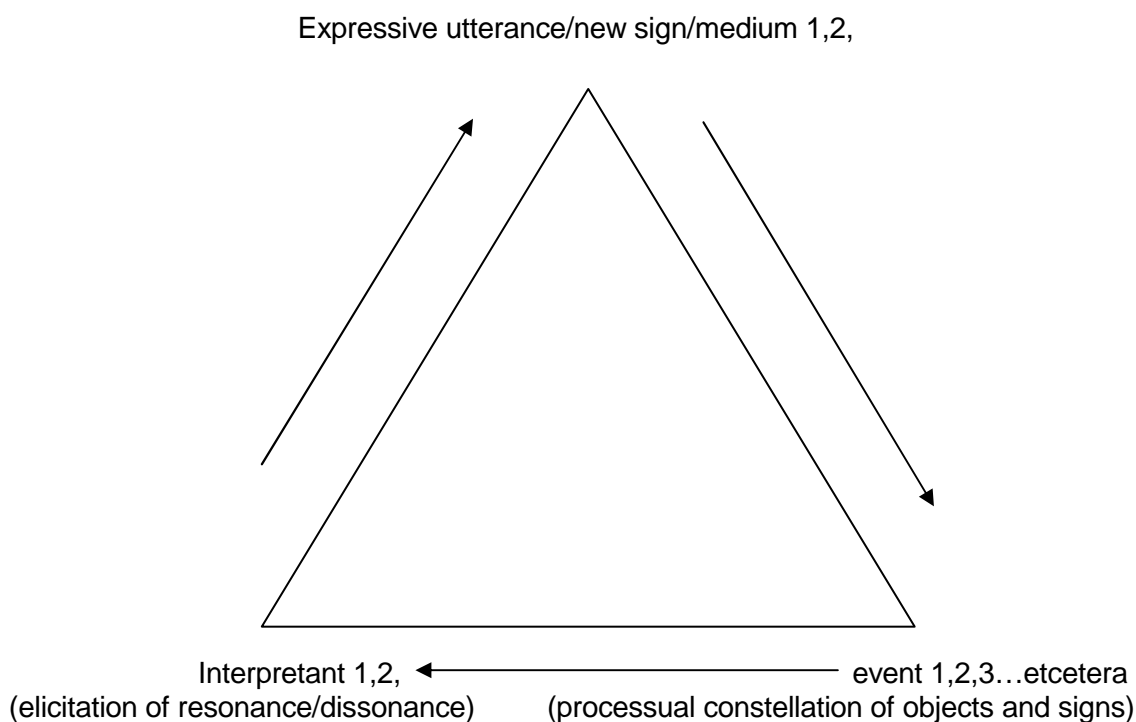 Expressive utterance/new sign/medium 1,2,
Interpretant 1,2, event 1,2,3…etcetera
(elicitation of resonance/dissonance) (processual constellation of objects and signs)